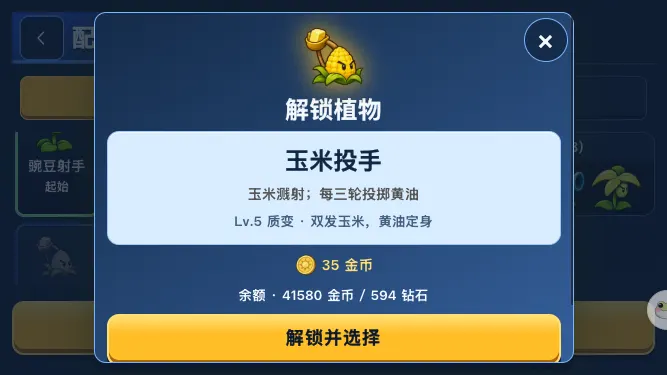 配
解锁植物
玉米投手
玉米溅射；每三轮投掷黄油
Lv.5 质变 · 双发玉米，黄油定身
35 金币
余额 · 41580 金币 / 594 钻石
解锁并选择
豌豆射手
起始